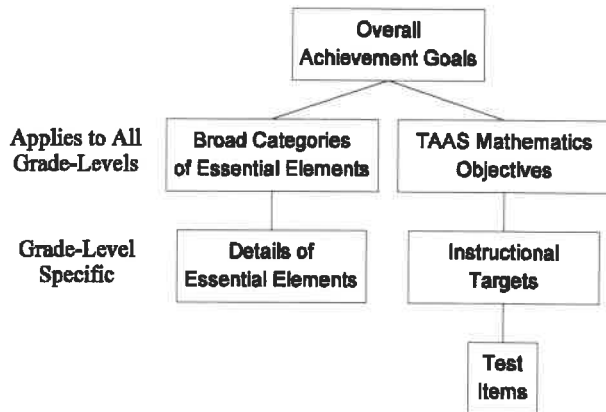 Overall
Achievement Goals
Applies to All
Grade-Levels
Broad Categories
of Essential Elements
TAAS Mathematics
Objectives
Grade-Level
Specific
Details of
Essential Elements
Instructional
Targets
Test
Items